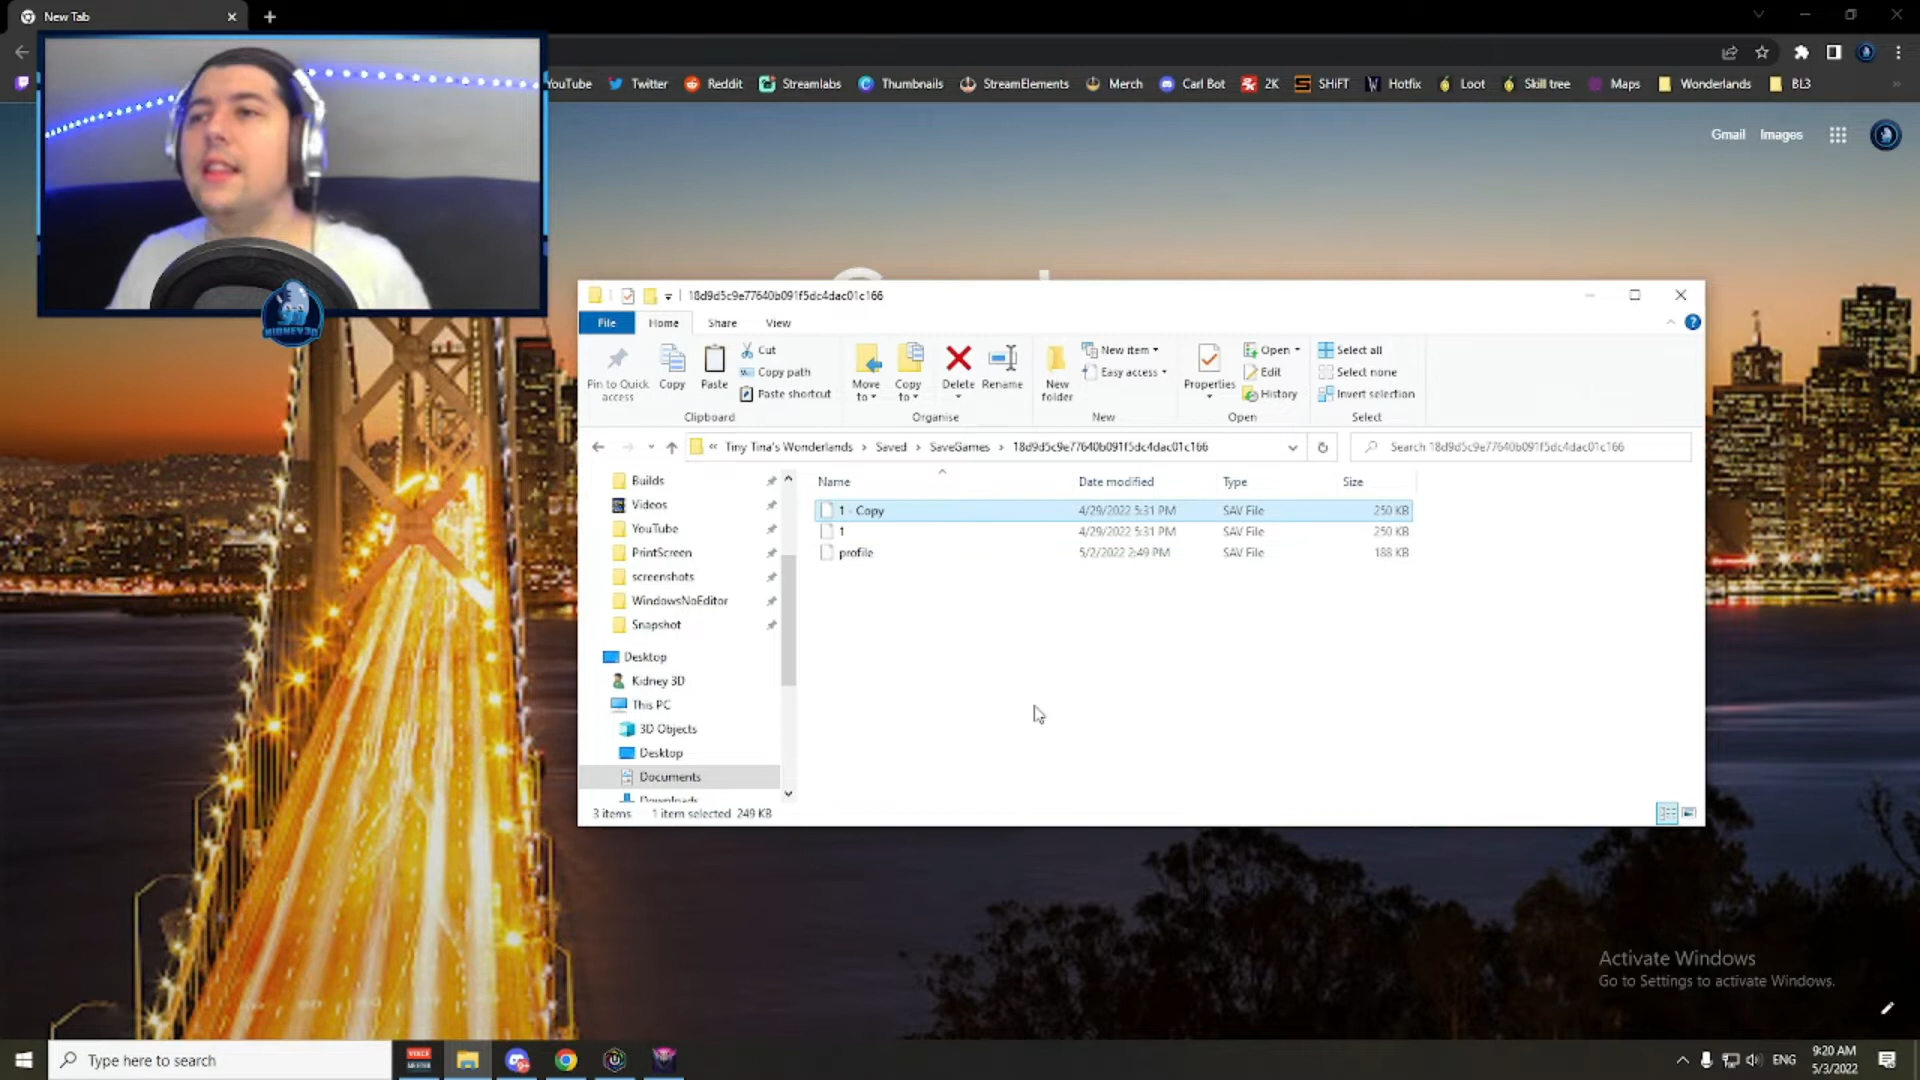 New Tab
YouTube Twitter Reddit Streamlabs Thumbnails StreamElements Merch Carl Bot 2K SHiFT Hotfix Loot Skill tree Maps Wonderlands BL3
Gmail Images
KIDNEY3D
18d9d5c9e77640b091f5dc4dac01c166
File Home Share View
Pin to Quick access
Copy
Paste
Cut
Copy path
Paste shortcut
Move to
Copy to
Delete
Rename
New folder
New item
Easy access
Properties
Open
Edit
History
Select all
Select none
Invert selection
Clipboard Organise New Open Select
« Tiny Tina's Wonderlands › Saved › SaveGames › 18d9d5c9e77640b091f5dc4dac01c166
Search 18d9d5c9e77640b091f5dc4dac01c166
Name Date modified Type Size
1 - Copy 4/29/2022 5:31 PM SAV File 250 KB
1 4/29/2022 5:31 PM SAV File 250 KB
profile 5/2/2022 2:49 PM SAV File 188 KB
Builds
Videos
YouTube
PrintScreen
screenshots
WindowsNoEditor
Snapshot
Desktop
Kidney 3D
This PC
3D Objects
Desktop
Documents
Downloads
3 items 1 item selected 249 KB
Activate Windows
Go to Settings to activate Windows.
Type here to search
ENG
9:20 AM
5/3/2022